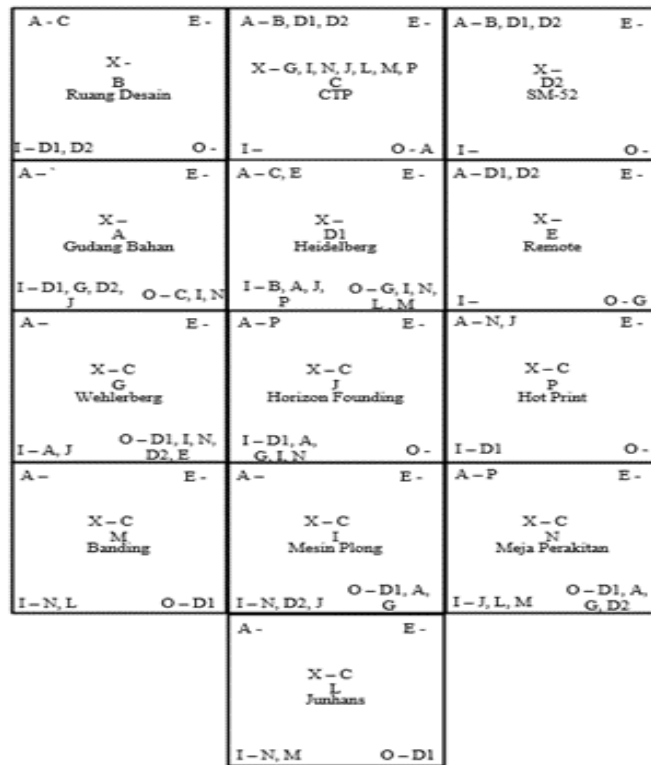 A - C E -
X -
B
Ruang Desain
I – D1, D2 O -
A – B, D1, D2 E -
X – G, I, N, J, L, M, P
C
CTP
I – O - A
A – B, D1, D2 E -
X –
D2
SM-52
I – O -
A – ` E -
X –
A
Gudang Bahan
I – D1, G, D2, O – C, I, N
J
A – C, E E -
X –
D1
Heidelberg
I – B, A, J, O – G, I, N,
P L , M
A – D1, D2 E -
X –
E
Remote
I – O - G
A – E -
X – C
G
Wehlerberg
I – A, J O – D1, I, N,
D2, E
A – P E -
X – C
J
Horizon Founding
I – D1, A, O -
G, I, N
A – N, J E -
X – C
P
Hot Print
I – D1 O -
A – E -
X – C
M
Banding
I – N, L O – D1
A – E -
X – C
I
Mesin Plong
I – N, D2, J O – D1, A,
G
A – P E -
X – C
N
Meja Perakitan
I – J, L, M O – D1, A,
G, D2
A - E -
X – C
L
Junhans
I – N, M O – D1